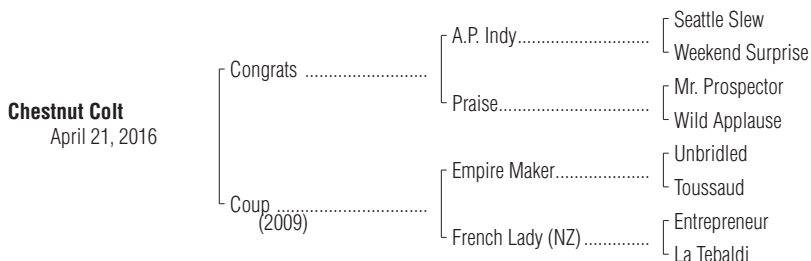 Seattle Slew
A.P. Indy
Weekend Surprise
Congrats
Mr. Prospector
Praise
Wild Applause
Chestnut Colt
April 21, 2016
Unbridled
Empire Maker
Toussaud
Coup
(2009)
Entrepreneur
French Lady (NZ)
La Tebaldi